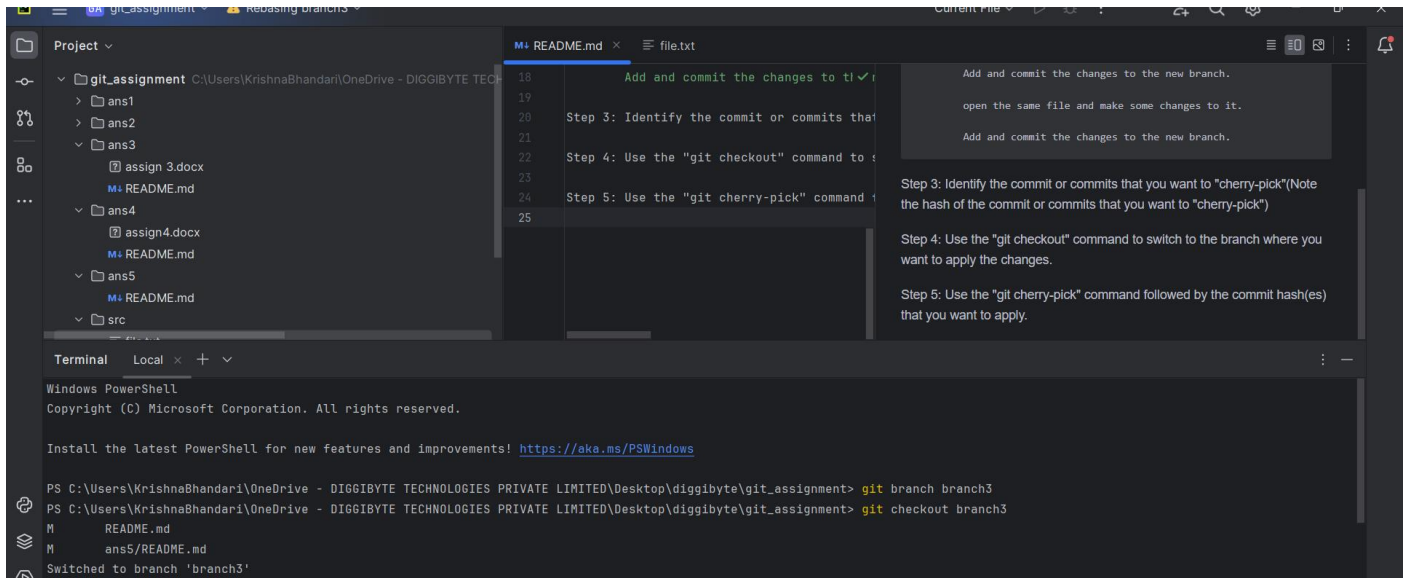 git_assignment
Rebasing branch3
Current File
Project
README.md
file.txt
git_assignment C:\Users\KrishnaBhandari\OneDrive - DIGGIBYTE TECH
ans1
ans2
ans3
assign 3.docx
README.md
ans4
assign4.docx
README.md
ans5
README.md
src
file.txt
18 Add and commit the changes to
19
20 Step 3: Identify the commit or commits that
21
22 Step 4: Use the "git checkout" command to s
23
24 Step 5: Use the "git cherry-pick" command
25
Add and commit the changes to the new branch.
open the same file and make some changes to it.
Add and commit the changes to the new branch.
Step 3: Identify the commit or commits that you want to "cherry-pick"(Note
the hash of the commit or commits that you want to "cherry-pick")
Step 4: Use the "git checkout" command to switch to the branch where you
want to apply the changes.
Step 5: Use the "git cherry-pick" command followed by the commit hash(es)
that you want to apply.
Terminal Local
Windows PowerShell
Copyright (C) Microsoft Corporation. All rights reserved.
Install the latest PowerShell for new features and improvements! https://aka.ms/PSWindows
PS C:\Users\KrishnaBhandari\OneDrive - DIGGIBYTE TECHNOLOGIES PRIVATE LIMITED\Desktop\diggibyte\git_assignment> git branch branch3
PS C:\Users\KrishnaBhandari\OneDrive - DIGGIBYTE TECHNOLOGIES PRIVATE LIMITED\Desktop\diggibyte\git_assignment> git checkout branch3
M README.md
M ans5/README.md
Switched to branch 'branch3'